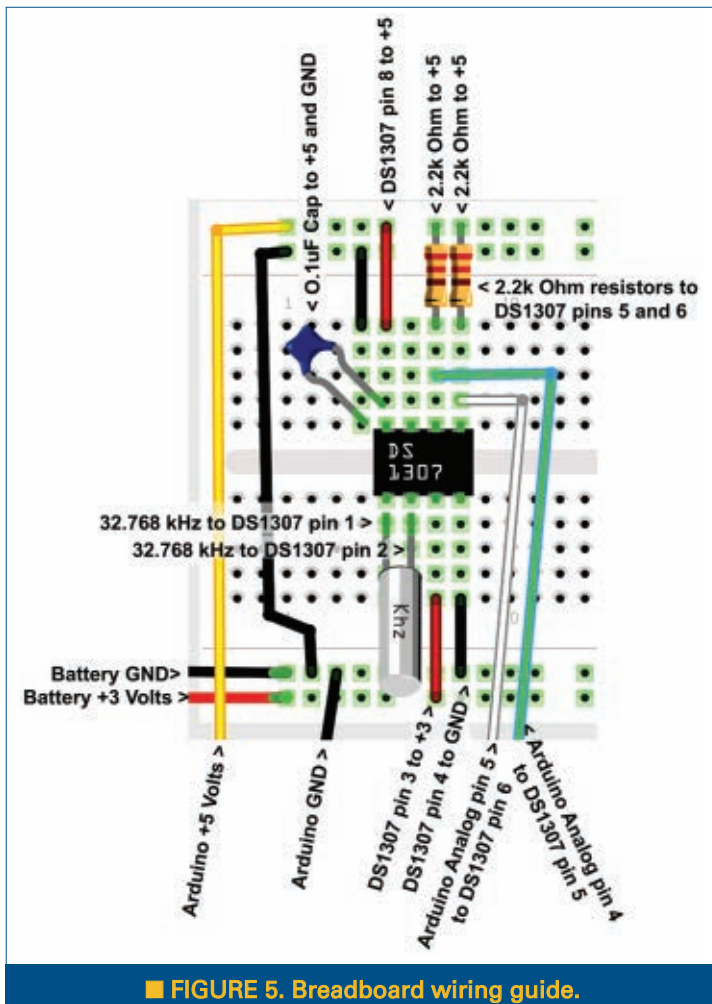 < 0.1uF Cap to +5 and GND
< DS1307 pin 8 to +5
< 2.2k Ohm to +5
< 2.2k Ohm to +5
< 2.2k Ohm resistors to
DS1307 pins 5 and 6
1
DS
1307
32.768 kHz to DS1307 pin 1 >
32.768 kHz to DS1307 pin 2 >
Khz
Battery GND>
Battery +3 Volts >
Arduino +5 Volts >
Arduino GND >
DS1307 pin 3 to +3 >
DS1307 pin 4 to GND >
Arduino Analog pin 5 >
to DS1307 pin 6
< Arduino Analog pin 4
to DS1307 pin 5
■ FIGURE 5. Breadboard wiring guide.